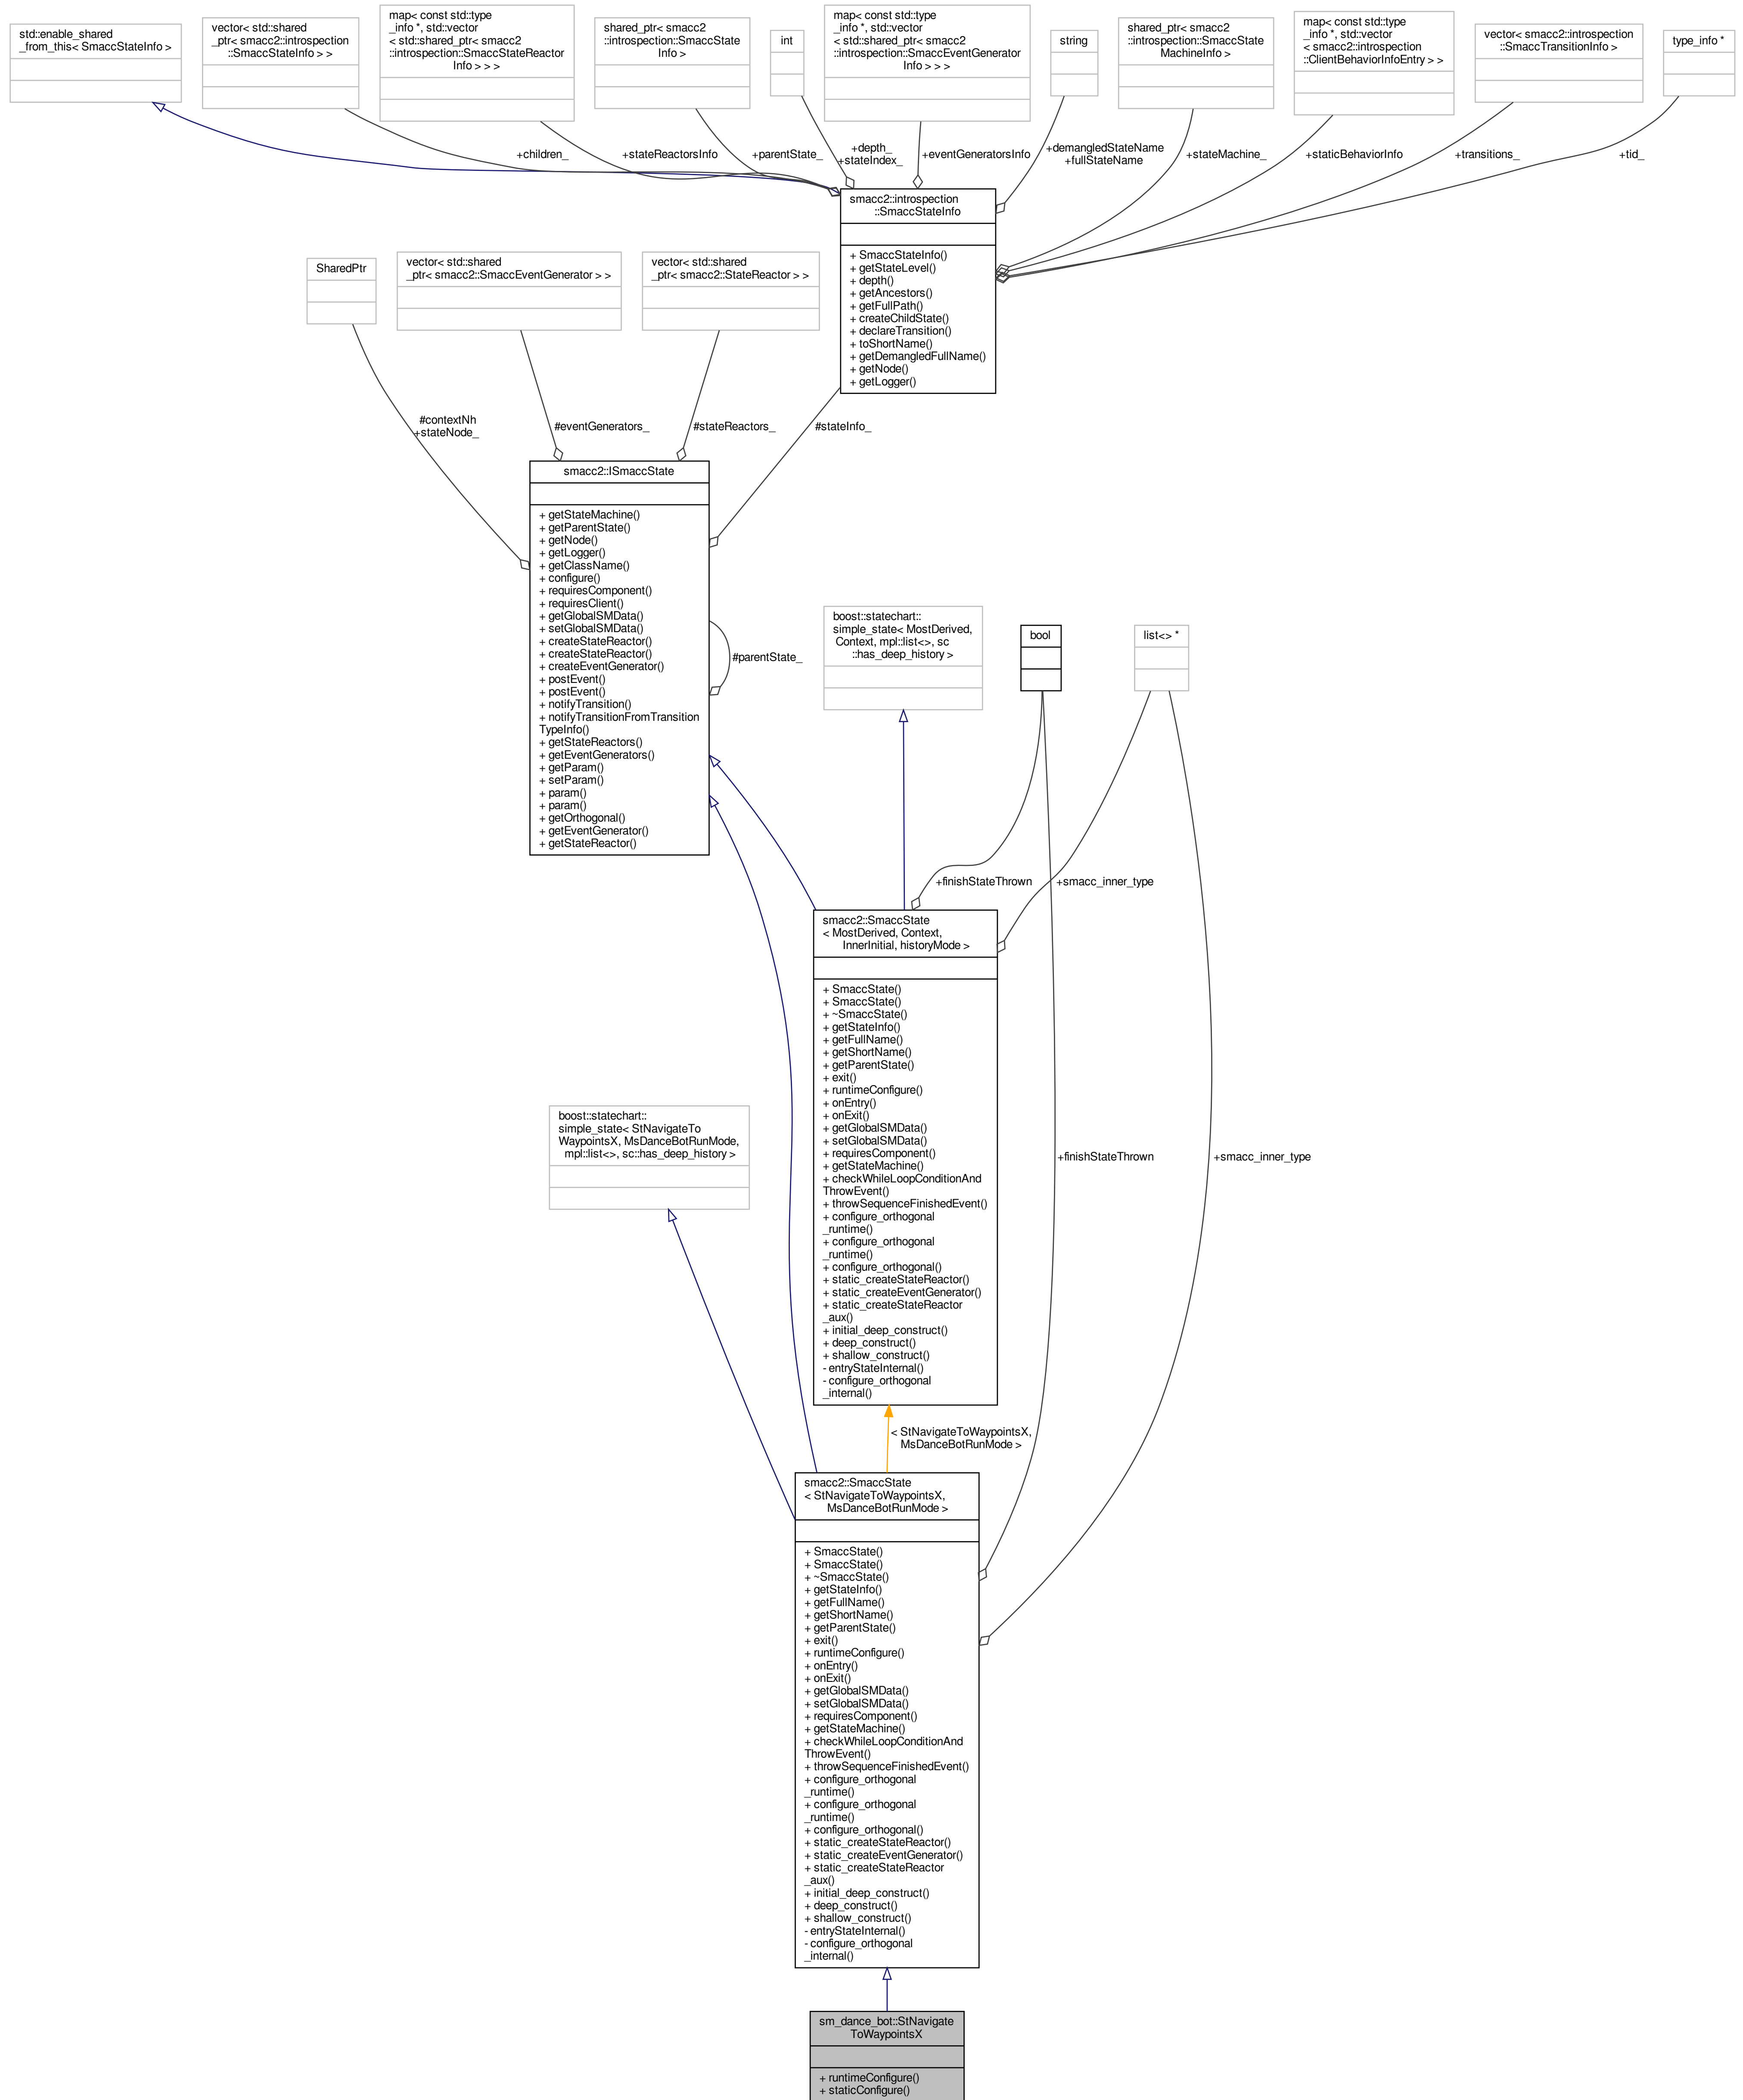 std::enable_shared
_from_this< SmaccStateInfo >
vector< std::shared
_ptr< smacc2::introspection
::SmaccStateInfo > >
map< const std::type
_info *, std::vector
< std::shared_ptr< smacc2
::introspection::SmaccStateReactor
Info > > >
shared_ptr< smacc2
::introspection::SmaccState
Info >
int
map< const std::type
_info *, std::vector
< std::shared_ptr< smacc2
::introspection::SmaccEventGenerator
Info > > >
string
shared_ptr< smacc2
::introspection::SmaccState
MachineInfo >
map< const std::type
_info *, std::vector
< smacc2::introspection
::ClientBehaviorInfoEntry > >
vector< smacc2::introspection
::SmaccTransitionInfo >
type_info *
+children_
+stateReactorsInfo
+parentState_
+depth_
+stateIndex_
+eventGeneratorsInfo
+demangledStateName
+fullStateName
+stateMachine_
+staticBehaviorInfo
+transitions_
+tid_
smacc2::introspection
::SmaccStateInfo
+ SmaccStateInfo()
+ getStateLevel()
+ depth()
+ getAncestors()
+ getFullPath()
+ createChildState()
+ declareTransition()
+ toShortName()
+ getDemangledFullName()
+ getNode()
+ getLogger()
SharedPtr
vector< std::shared
_ptr< smacc2::SmaccEventGenerator > >
vector< std::shared
_ptr< smacc2::StateReactor > >
#contextNh
+stateNode_
#eventGenerators_
#stateReactors_
#stateInfo_
smacc2::ISmaccState
+ getStateMachine()
+ getParentState()
+ getNode()
+ getLogger()
+ getClassName()
+ configure()
+ requiresComponent()
+ requiresClient()
+ getGlobalSMData()
+ setGlobalSMData()
+ createStateReactor()
+ createStateReactor()
+ createEventGenerator()
+ postEvent()
+ postEvent()
+ notifyTransition()
+ notifyTransitionFromTransition
TypeInfo()
+ getStateReactors()
+ getEventGenerators()
+ getParam()
+ setParam()
+ param()
+ param()
+ getOrthogonal()
+ getEventGenerator()
+ getStateReactor()
#parentState_
boost::statechart::
simple_state< MostDerived,
Context, mpl::list<>, sc
::has_deep_history >
bool
list<> *
+finishStateThrown
+smacc_inner_type
smacc2::SmaccState
< MostDerived, Context,
InnerInitial, historyMode >
+ SmaccState()
+ SmaccState()
+ ~SmaccState()
+ getStateInfo()
+ getFullName()
+ getShortName()
+ getParentState()
+ exit()
+ runtimeConfigure()
+ onEntry()
+ onExit()
+ getGlobalSMData()
+ setGlobalSMData()
+ requiresComponent()
+ getStateMachine()
+ checkWhileLoopConditionAnd
ThrowEvent()
+ throwSequenceFinishedEvent()
+ configure_orthogonal
_runtime()
+ configure_orthogonal
_runtime()
+ configure_orthogonal()
+ static_createStateReactor()
+ static_createEventGenerator()
+ static_createStateReactor
_aux()
+ initial_deep_construct()
+ deep_construct()
+ shallow_construct()
- entryStateInternal()
- configure_orthogonal
_internal()
boost::statechart::
simple_state< StNavigateTo
WaypointsX, MsDanceBotRunMode,
mpl::list<>, sc::has_deep_history >
+finishStateThrown
+smacc_inner_type
< StNavigateToWaypointsX,
MsDanceBotRunMode >
smacc2::SmaccState
< StNavigateToWaypointsX,
MsDanceBotRunMode >
+ SmaccState()
+ SmaccState()
+ ~SmaccState()
+ getStateInfo()
+ getFullName()
+ getShortName()
+ getParentState()
+ exit()
+ runtimeConfigure()
+ onEntry()
+ onExit()
+ getGlobalSMData()
+ setGlobalSMData()
+ requiresComponent()
+ getStateMachine()
+ checkWhileLoopConditionAnd
ThrowEvent()
+ throwSequenceFinishedEvent()
+ configure_orthogonal
_runtime()
+ configure_orthogonal
_runtime()
+ configure_orthogonal()
+ static_createStateReactor()
+ static_createEventGenerator()
+ static_createStateReactor
_aux()
+ initial_deep_construct()
+ deep_construct()
+ shallow_construct()
- entryStateInternal()
- configure_orthogonal
_internal()
sm_dance_bot::StNavigate
ToWaypointsX
+ runtimeConfigure()
+ staticConfigure()